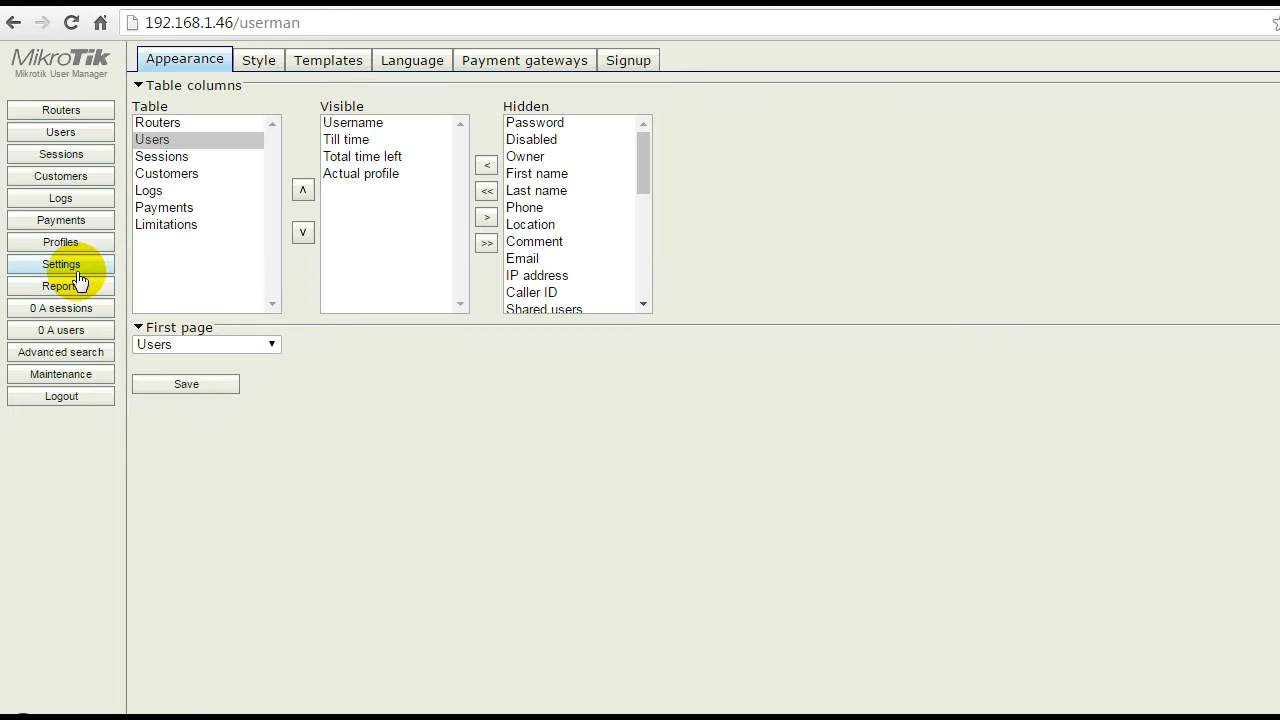 192.168.1.46/userman
MikroTik
Mikrotik User Manager
Routers
Users
Sessions
Customers
Logs
Payments
Profiles
Settings
Report
0 A sessions
0 A users
Advanced search
Maintenance
Logout
Appearance
Style
Templates
Language
Payment gateways
Signup
Table columns
Table
Routers
Users
Sessions
Customers
Logs
Payments
Limitations
∧
∨
Visible
Username
Till time
Total time left
Actual profile
<
<<
>
>>
Hidden
Password
Disabled
Owner
First name
Last name
Phone
Location
Comment
Email
IP address
Caller ID
Shared users
First page
Users
Save